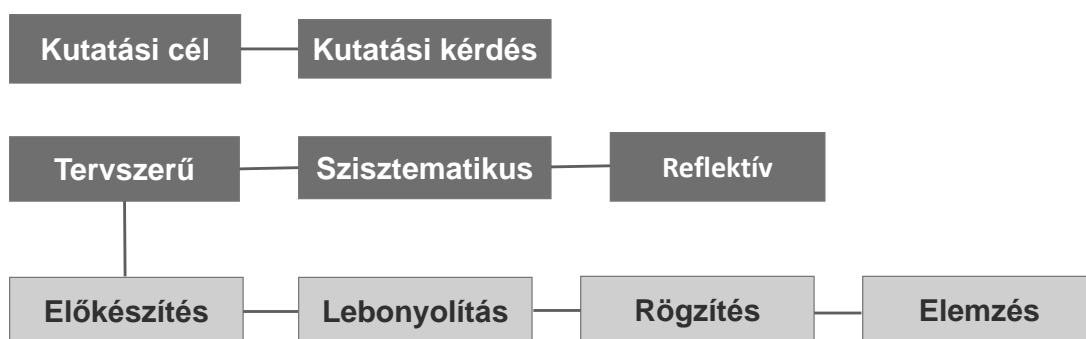 Kutatási cél Kutatási kérdés
Tervszerű Szisztematikus Reflektív
Előkészítés Lebonyolítás Rögzítés Elemzés